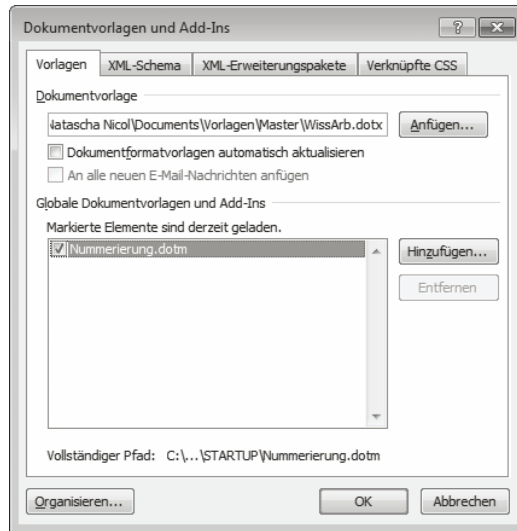 Dokumentvorlagen und Add-Ins
Vorlagen XML-Schema XML-Erweiterungspakete Verknüpfte CSS
Dokumentvorlage
Natascha Nicol\Documents\Vorlagen\Master\WissArb.dotx Anfügen...
Dokumentformatvorlagen automatisch aktualisieren
An alle neuen E-Mail-Nachrichten anfügen
Globale Dokumentvorlagen und Add-Ins
Markierte Elemente sind derzeit geladen.
Nummerierung.dotm Hinzufügen...
Entfernen
Vollständiger Pfad: C:\...\STARTUP\Nummerierung.dotm
Organisieren... OK Abbrechen